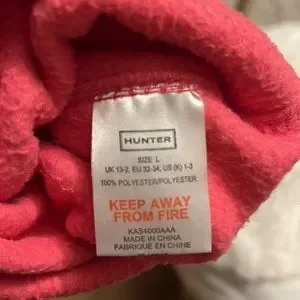 HUNTER
SIZE L
UK 13-2, EU 32-34, US (K) 1-3
100% POLYESTER/POLYESTER
KEEP AWAY
FROM FIRE
KAS4000AAA
MADE IN CHINA
FABRIQUE EN CHINE